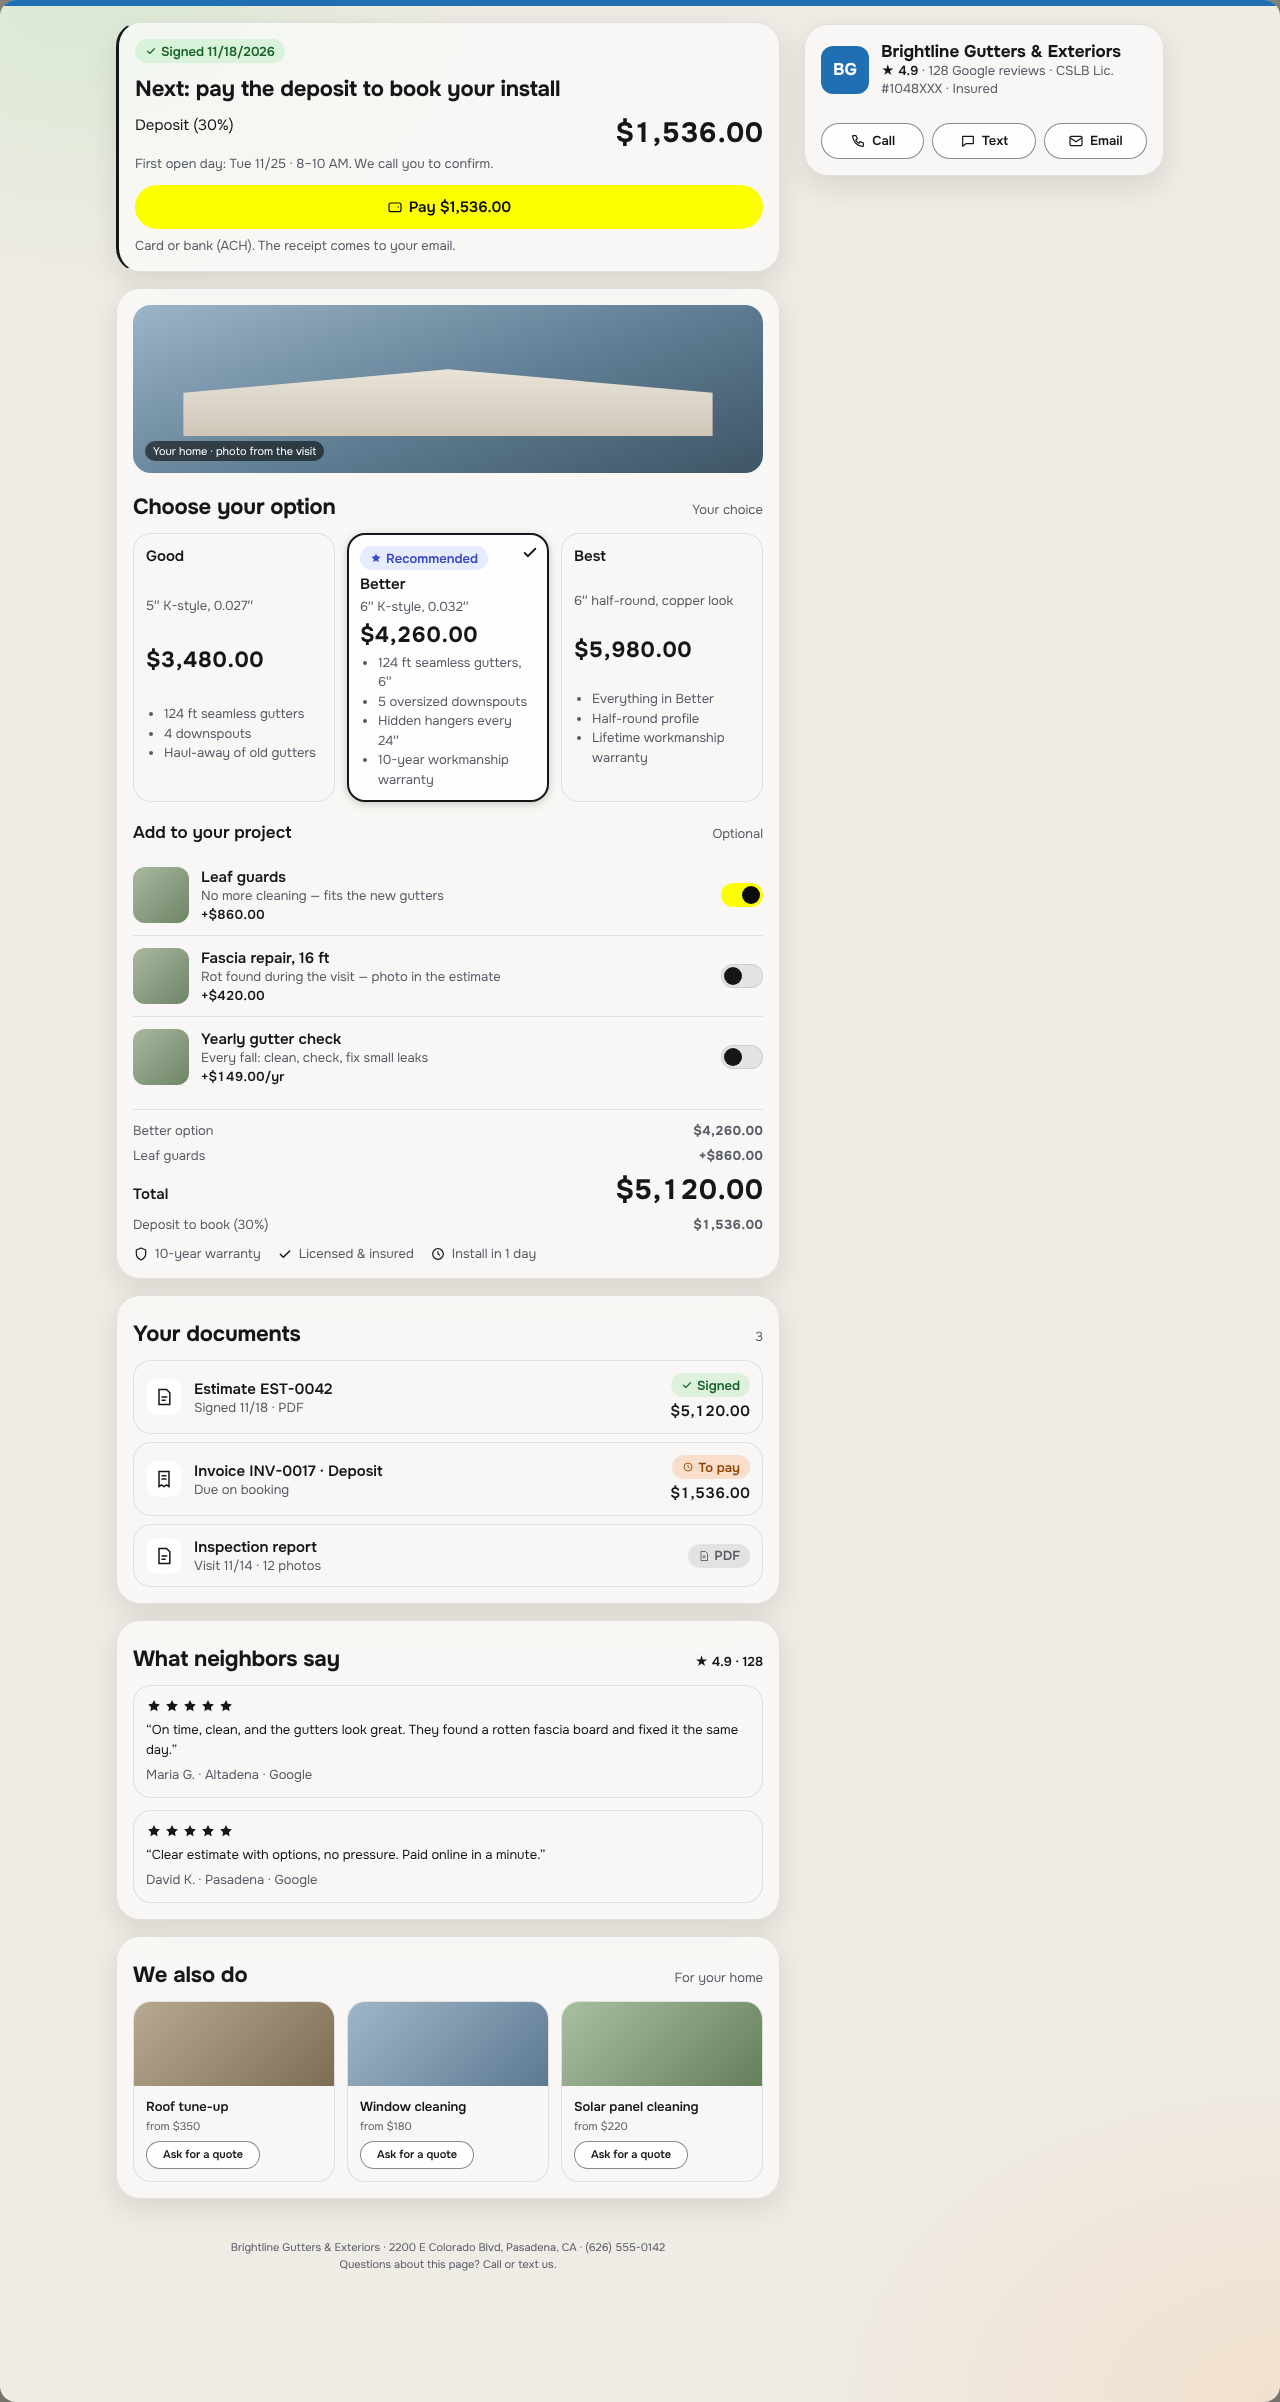 Signed 11/18/2026
Next: pay the deposit to book your install
Deposit (30%)
$1,536.00
First open day: Tue 11/25 · 8–10 AM. We call you to confirm.
Pay $1,536.00
Card or bank (ACH). The receipt comes to your email.
BG
Brightline Gutters & Exteriors
★ 4.9 · 128 Google reviews · CSLB Lic.
#1048XXX · Insured
Call
Text
Email
Your home · photo from the visit
Choose your option
Your choice
Good
5″ K-style, 0.027″
$3,480.00
• 124 ft seamless gutters
• 4 downspouts
• Haul-away of old gutters
Recommended
Better
6″ K-style, 0.032″
$4,260.00
• 124 ft seamless gutters,
6″
• 5 oversized downspouts
• Hidden hangers every
24″
• 10-year workmanship
warranty
Best
6″ half-round, copper look
$5,980.00
• Everything in Better
• Half-round profile
• Lifetime workmanship
warranty
Add to your project
Optional
Leaf guards
No more cleaning — fits the new gutters
+$860.00
Fascia repair, 16 ft
Rot found during the visit — photo in the estimate
+$420.00
Yearly gutter check
Every fall: clean, check, fix small leaks
+$149.00/yr
Better option
$4,260.00
Leaf guards
+$860.00
Total
$5,120.00
Deposit to book (30%)
$1,536.00
10-year warranty
Licensed & insured
Install in 1 day
Your documents
3
Estimate EST-0042
Signed 11/18 · PDF
Signed
$5,120.00
Invoice INV-0017 · Deposit
Due on booking
To pay
$1,536.00
Inspection report
Visit 11/14 · 12 photos
PDF
What neighbors say
★ 4.9 · 128
★ ★ ★ ★ ★
“On time, clean, and the gutters look great. They found a rotten fascia board and fixed it the same
day.”
Maria G. · Altadena · Google
★ ★ ★ ★ ★
“Clear estimate with options, no pressure. Paid online in a minute.”
David K. · Pasadena · Google
We also do
For your home
Roof tune-up
from $350
Ask for a quote
Window cleaning
from $180
Ask for a quote
Solar panel cleaning
from $220
Ask for a quote
Brightline Gutters & Exteriors · 2200 E Colorado Blvd, Pasadena, CA · (626) 555-0142
Questions about this page? Call or text us.